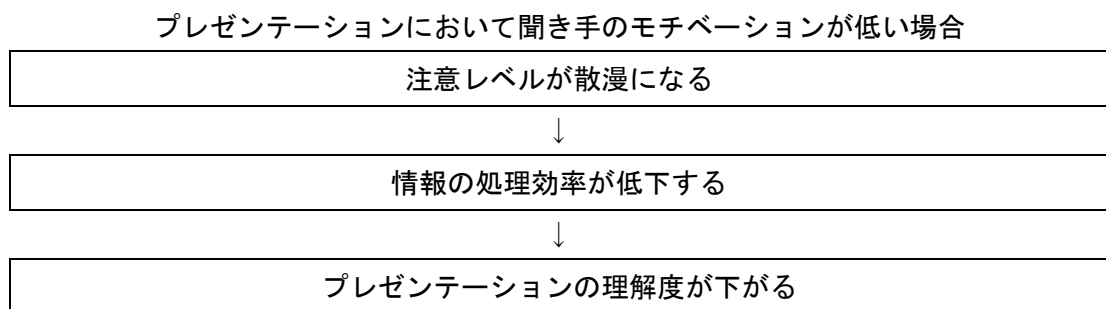 プレゼンテーションにおいて聞き手のモチベーションが低い場合
注意レベルが散漫になる
↓
情報の処理効率が低下する
↓
プレゼンテーションの理解度が下がる